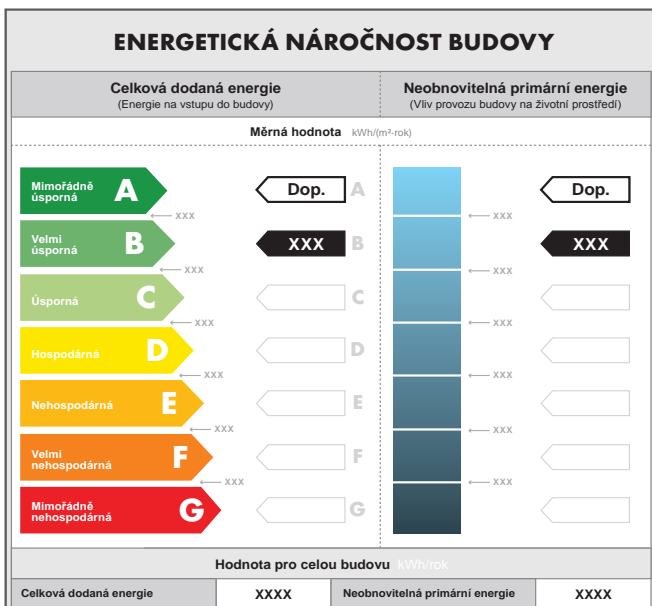 ENERGETICKÁ NÁROČNOST BUDOVY
Celková dodaná energie
(Energie na vstupu do budovy)
Neobnovitelná primární energie
(Vliv provozu budovy na životní prostředí)
Měrná hodnota kWh/(m²·rok)
Mimořádně úsporná A Dop. A Dop.
← XXX ← XXX
Velmi úsporná B XXX B XXX
← XXX ← XXX
Úsporná C C
← XXX ← XXX
Hospodárná D D
← XXX ← XXX
Nehospodárná E E
← XXX ← XXX
Velmi nehospodárná F F
← XXX ← XXX
Mimořádně nehospodárná G G
Hodnota pro celou budovu kWh/rok
Celková dodaná energie XXXX Neobnovitelná primární energie XXXX